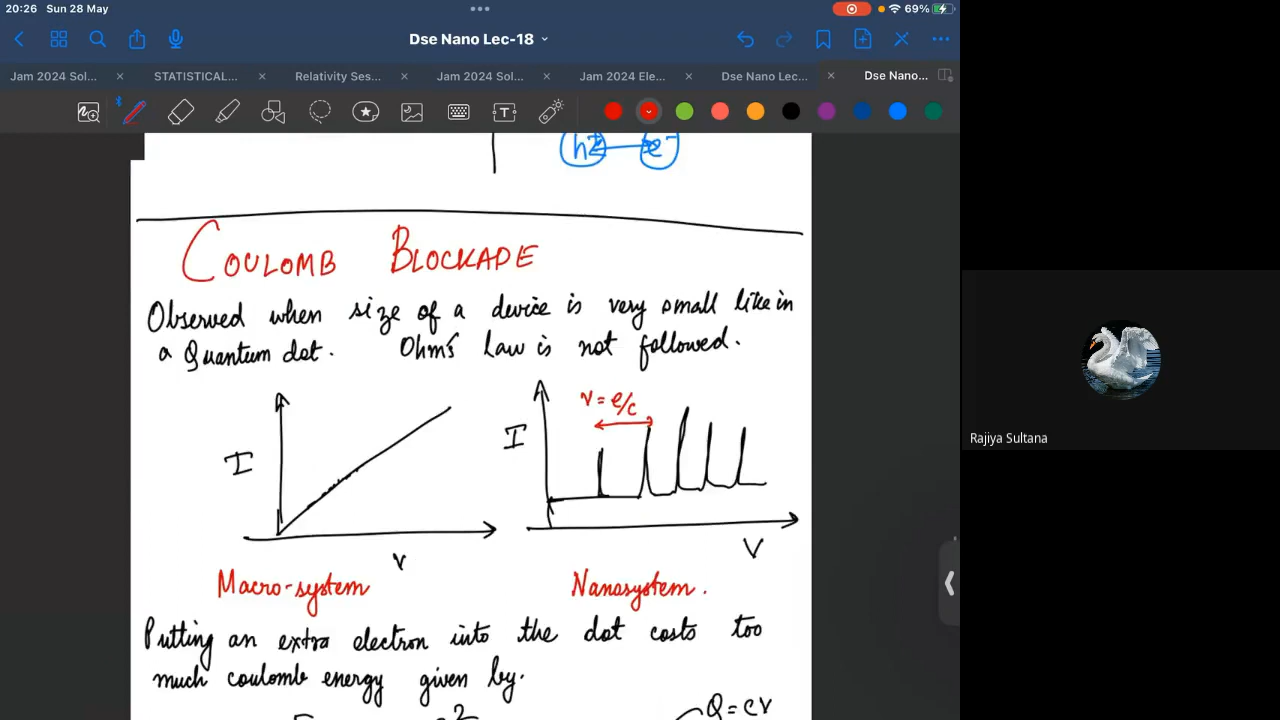 20:26 Sun 28 May
69%
Dse Nano Lec-18
Jam 2024 Sol...
STATISTICAL...
Relativity Ses...
Jam 2024 Sol...
Jam 2024 Ele...
Dse Nano Lec...
Dse Nano...
h+ e-
COULOMB BLOCKADE
Observed when size of a device is very small like in
a Quantum dot. Ohm's Law is not followed.
I
V
V = e/c
I
V
Macro-system
Nanosystem.
Putting an extra electron into the dot costs too
much coulomb energy given by.
Q = CV
Rajiya Sultana